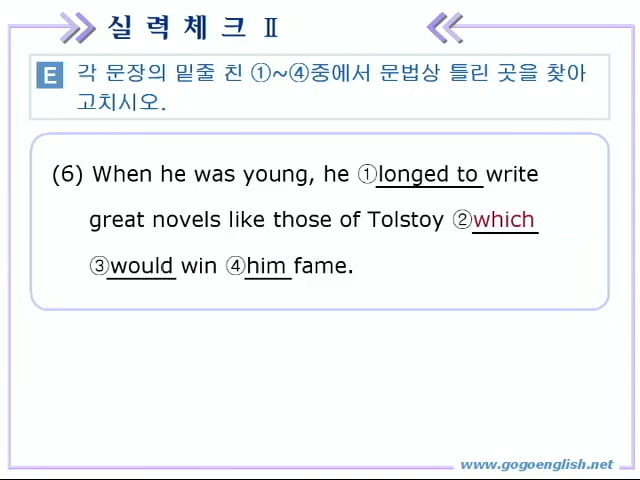 실 력 체 크 Ⅱ
E 각 문장의 밑줄 친 ①~④중에서 문법상 틀린 곳을 찾아
고치시오.
(6) When he was young, he ①longed to write
great novels like those of Tolstoy ②which
③would win ④him fame.
www.gogoenglish.net